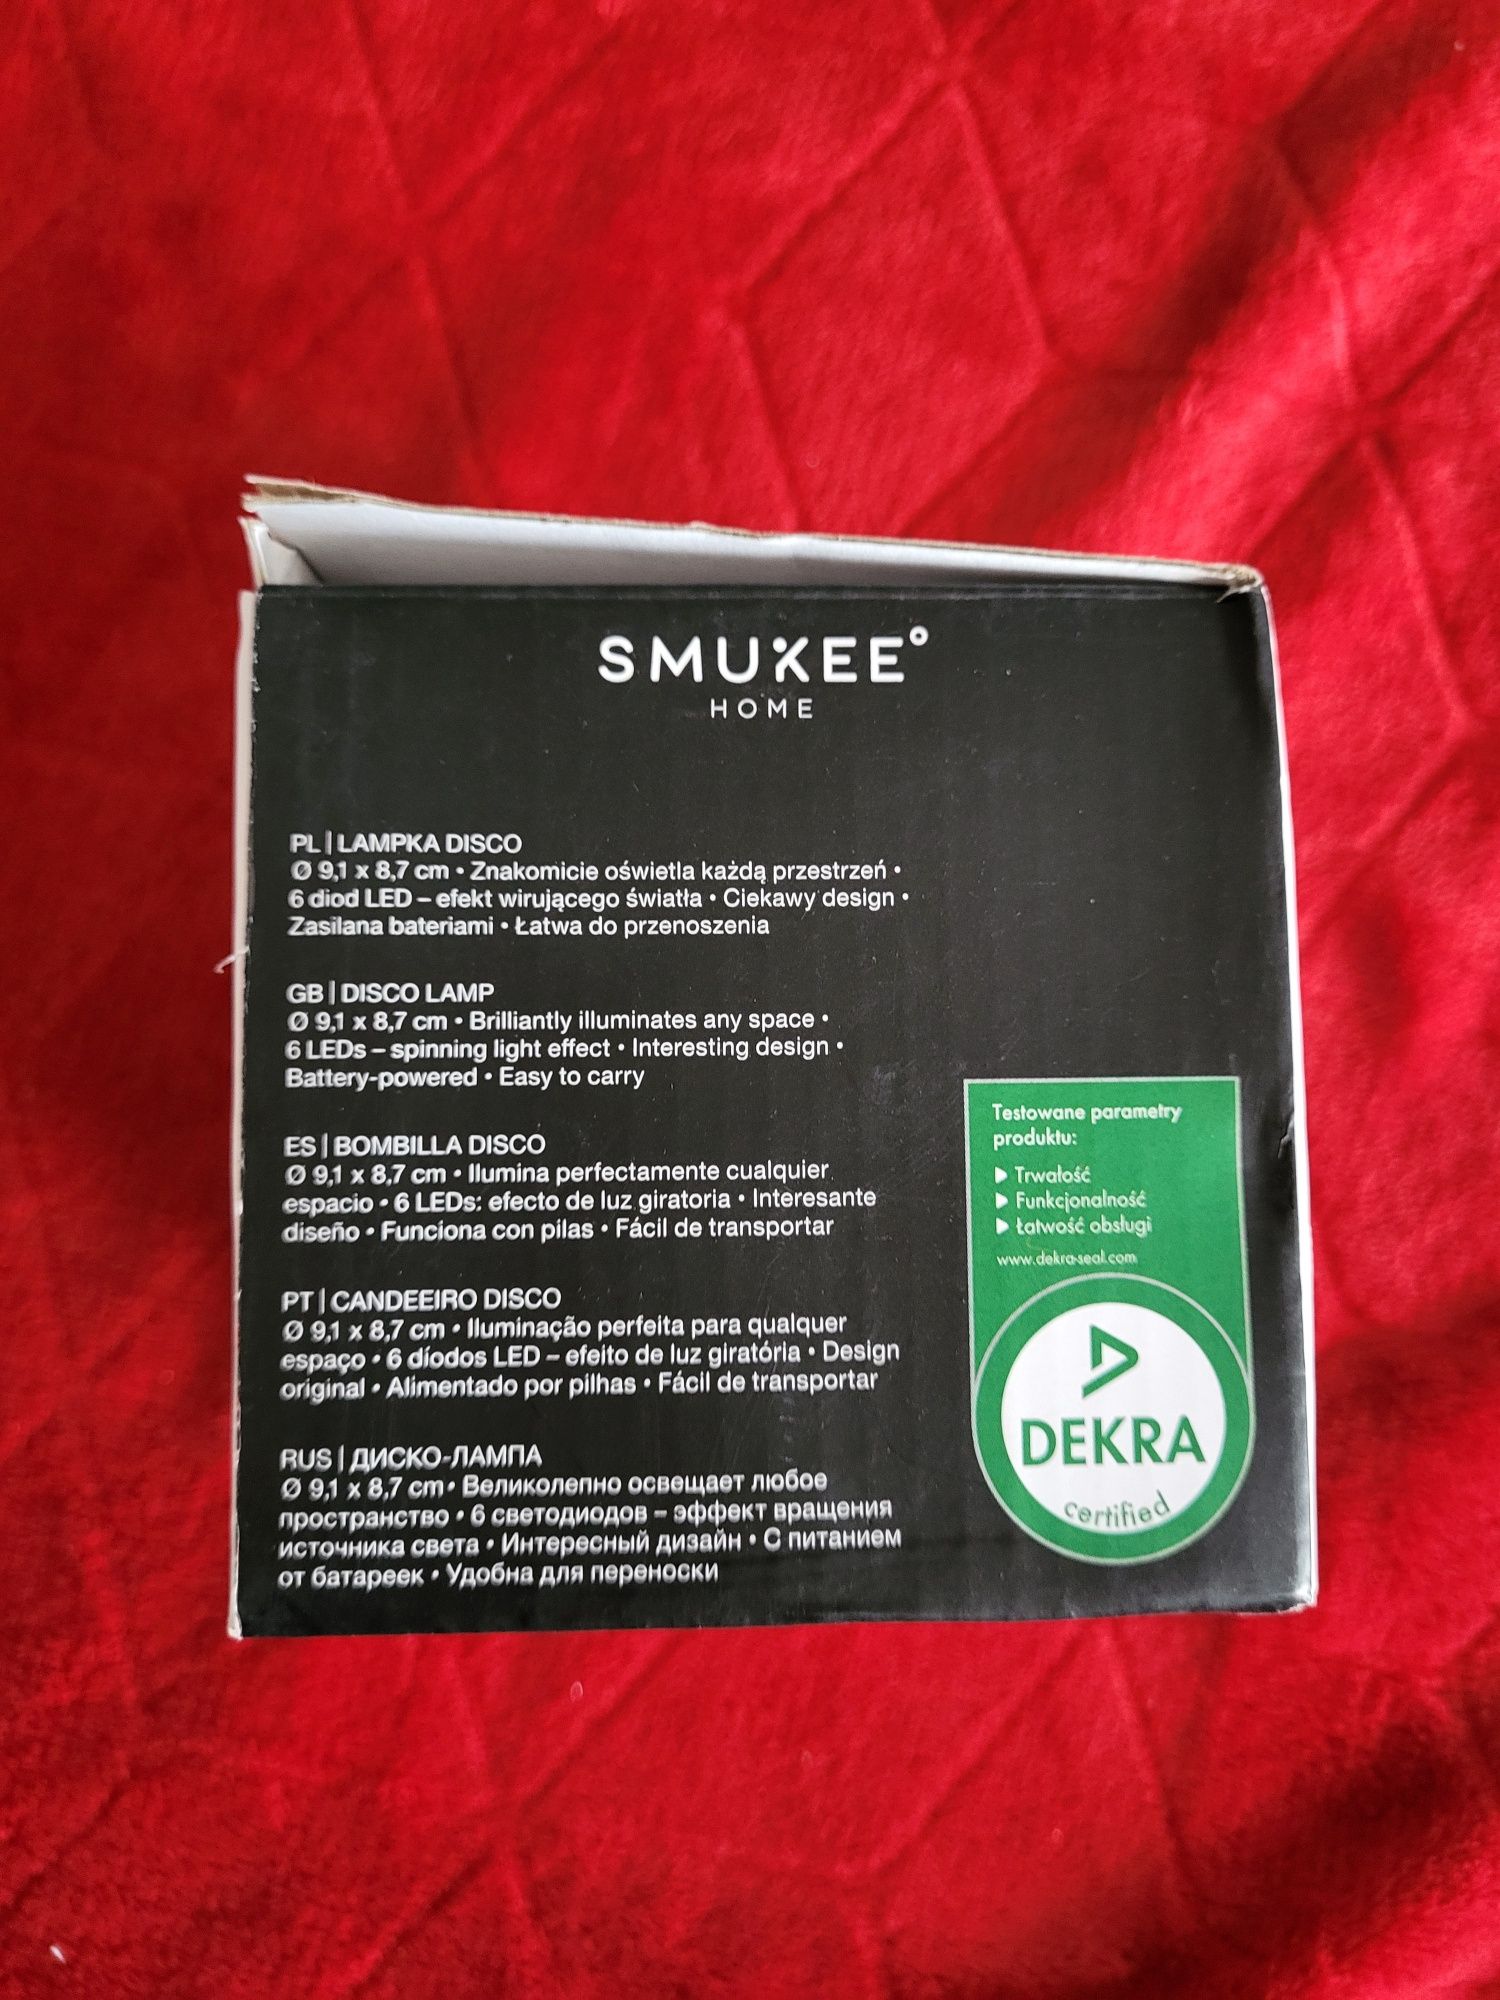 SMUKEE°
HOME
PL | LAMPKA DISCO
Ø 9,1 x 8,7 cm • Znakomicie oświetla każdą przestrzeń •
6 diod LED – efekt wirującego światła • Ciekawy design •
Zasilana bateriami • Łatwa do przenoszenia
GB | DISCO LAMP
Ø 9,1 x 8,7 cm • Brilliantly illuminates any space •
6 LEDs – spinning light effect • Interesting design •
Battery-powered • Easy to carry
ES | BOMBILLA DISCO
Ø 9,1 x 8,7 cm • Ilumina perfectamente cualquier
espacio • 6 LEDs: efecto de luz giratoria • Interesante
diseño • Funciona con pilas • Fácil de transportar
PT | CANDEEIRO DISCO
Ø 9,1 x 8,7 cm • Iluminação perfeita para qualquer
espaço • 6 díodos LED – efeito de luz giratória • Design
original • Alimentado por pilhas • Fácil de transportar
RUS | ДИСКО-ЛАМПА
Ø 9,1 x 8,7 cm• Великолепно освещает любое
пространство • 6 светодиодов – эффект вращения
источника света • Интересный дизайн • С питанием
от батареек • Удобна для переноски
Testowane parametry
produktu:
Trwałość
Funkcjonalność
Łatwość obsługi
www.dekra-seal.com
DEKRA
certified